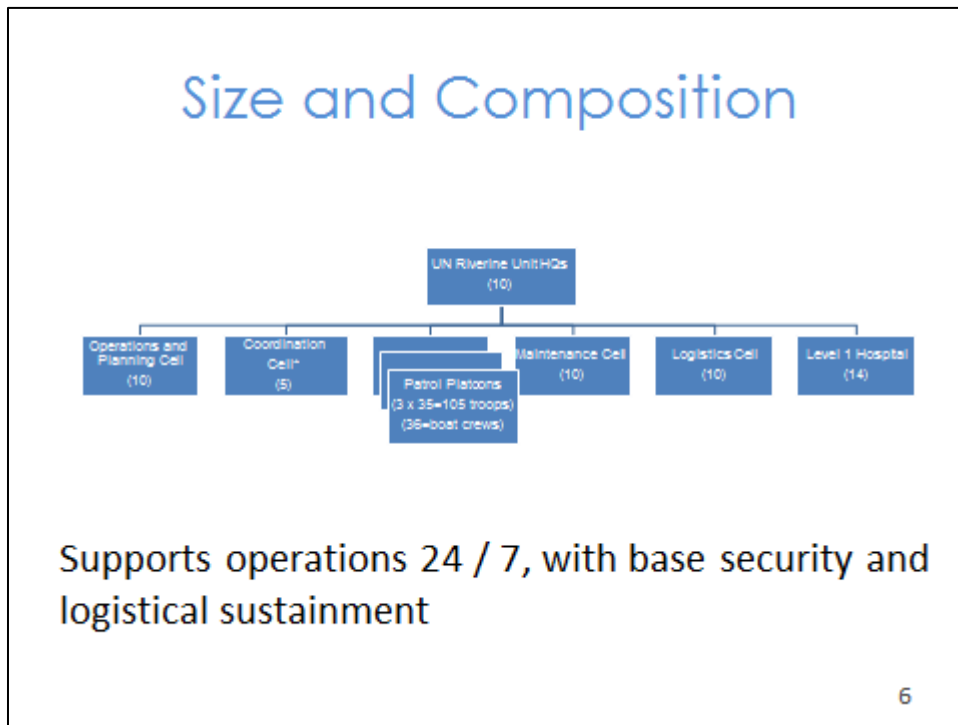 Size and Composition
UN Riverine Unit HQs
(10)
Operations and
Planning Cell
(10)
Coordination
Cell*
(5)
Patrol Platoons
(3 x 35=105 troops)
(36=boat crews)
Maintenance Cell
(10)
Logistics Cell
(10)
Level 1 Hospital
(14)
Supports operations 24 / 7, with base security and
logistical sustainment
6